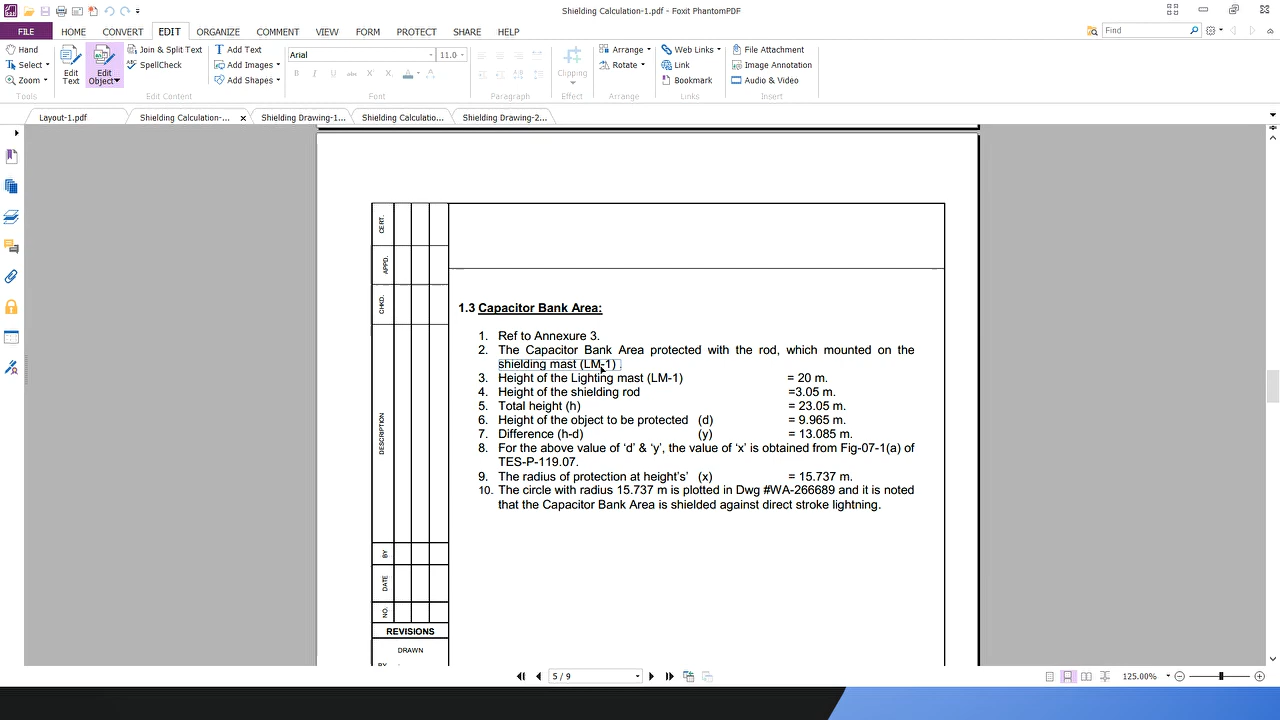 Shielding Calculation-1.pdf - Foxit PhantomPDF
FILE HOME CONVERT EDIT ORGANIZE COMMENT VIEW FORM PROTECT SHARE HELP
Find
Hand
Select
Zoom
Tools
Edit Text
Edit Object
Join & Split Text
SpellCheck
Edit Content
Add Text
Add Images
Add Shapes
Arial 11.0
Font
Paragraph
Clipping
Effect
Arrange
Rotate
Arrange
Web Links
Link
Bookmark
Links
File Attachment
Image Annotation
Audio & Video
Insert
Layout-1.pdf Shielding Calculation-... Shielding Drawing-1... Shielding Calculatio... Shielding Drawing-2...
CERT.
APPD.
CHKD.
DESCRIPTION
BY
DATE
NO.
REVISIONS
DRAWN
BY
1.3 Capacitor Bank Area:
1. Ref to Annexure 3.
2. The Capacitor Bank Area protected with the rod, which mounted on the
shielding mast (LM-1) .
3. Height of the Lighting mast (LM-1) = 20 m.
4. Height of the shielding rod =3.05 m.
5. Total height (h) = 23.05 m.
6. Height of the object to be protected (d) = 9.965 m.
7. Difference (h-d) (y) = 13.085 m.
8. For the above value of ‘d’ & ‘y’, the value of ‘x’ is obtained from Fig-07-1(a) of
TES-P-119.07.
9. The radius of protection at height’s’ (x) = 15.737 m.
10. The circle with radius 15.737 m is plotted in Dwg #WA-266689 and it is noted
that the Capacitor Bank Area is shielded against direct stroke lightning.
5 / 9
125.00%